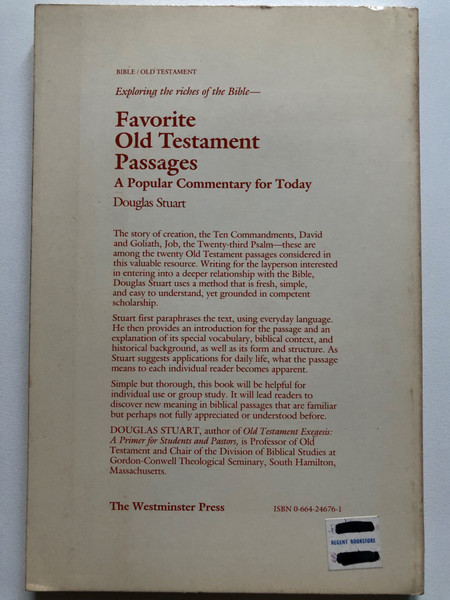 BIBLE / OLD TESTAMENT
Exploring the riches of the Bible—
Favorite
Old Testament
Passages
A Popular Commentary for Today
Douglas Stuart
The story of creation, the Ten Commandments, David
and Goliath, Job, the Twenty-third Psalm—these are
among the twenty Old Testament passages considered in
this valuable resource. Writing for the layperson interested
in entering into a deeper relationship with the Bible,
Douglas Stuart uses a method that is fresh, simple,
and easy to understand, yet grounded in competent
scholarship.
Stuart first paraphrases the text, using everyday language.
He then provides an introduction for the passage and an
explanation of its special vocabulary, biblical context, and
historical background, as well as its form and structure. As
Stuart suggests applications for daily life, what the passage
means to each individual reader becomes apparent.
Simple but thorough, this book will be helpful for
individual use or group study. It will lead readers to
discover new meaning in biblical passages that are familiar
but perhaps not fully appreciated or understood before.
DOUGLAS STUART, author of Old Testament Exegesis:
A Primer for Students and Pastors, is Professor of Old
Testament and Chair of the Division of Biblical Studies at
Gordon-Conwell Theological Seminary, South Hamilton,
Massachusetts.
The Westminster Press
ISBN 0-664-24676-1
REGENT BOOKSTORE